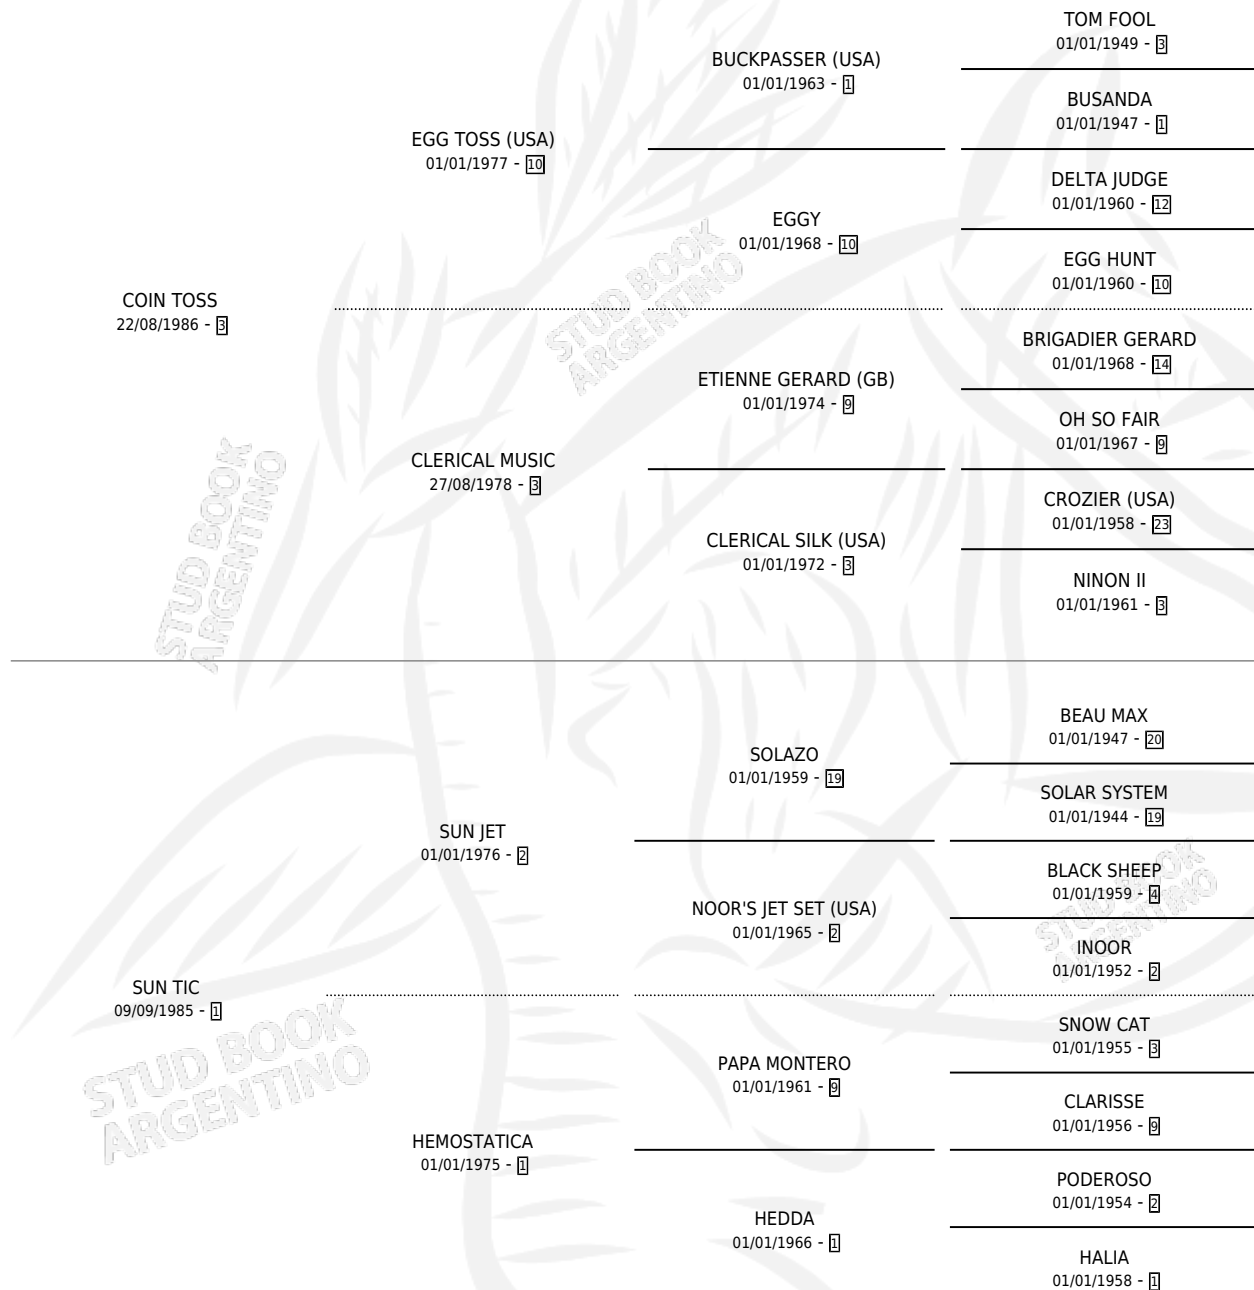 TOM FOOL
01/01/1949 - 3
BUCKPASSER (USA)
01/01/1963 - 1
BUSANDA
01/01/1947 - 1
EGG TOSS (USA)
01/01/1977 - 10
DELTA JUDGE
01/01/1960 - 12
EGGY
01/01/1968 - 10
EGG HUNT
01/01/1960 - 10
COIN TOSS
22/08/1986 - 3
BRIGADIER GERARD
01/01/1968 - 14
ETIENNE GERARD (GB)
01/01/1974 - 9
OH SO FAIR
01/01/1967 - 9
CLERICAL MUSIC
27/08/1978 - 3
CROZIER (USA)
01/01/1958 - 23
CLERICAL SILK (USA)
01/01/1972 - 3
NINON II
01/01/1961 - 3
BEAU MAX
01/01/1947 - 20
SOLAZO
01/01/1959 - 19
SOLAR SYSTEM
01/01/1944 - 19
SUN JET
01/01/1976 - 2
BLACK SHEEP
01/01/1959 - 4
NOOR'S JET SET (USA)
01/01/1965 - 2
INOOR
01/01/1952 - 2
SUN TIC
09/09/1985 - 1
SNOW CAT
01/01/1955 - 3
PAPA MONTERO
01/01/1961 - 9
CLARISSE
01/01/1956 - 9
HEMOSTATICA
01/01/1975 - 1
PODEROSO
01/01/1954 - 2
HEDDA
01/01/1966 - 1
HALIA
01/01/1958 - 1
STUD BOOK
ARGENTINO
STUD BOOK
ARGENTINO
STUD BOOK
ARGENTINO
STUD BOOK
ARGENTINO